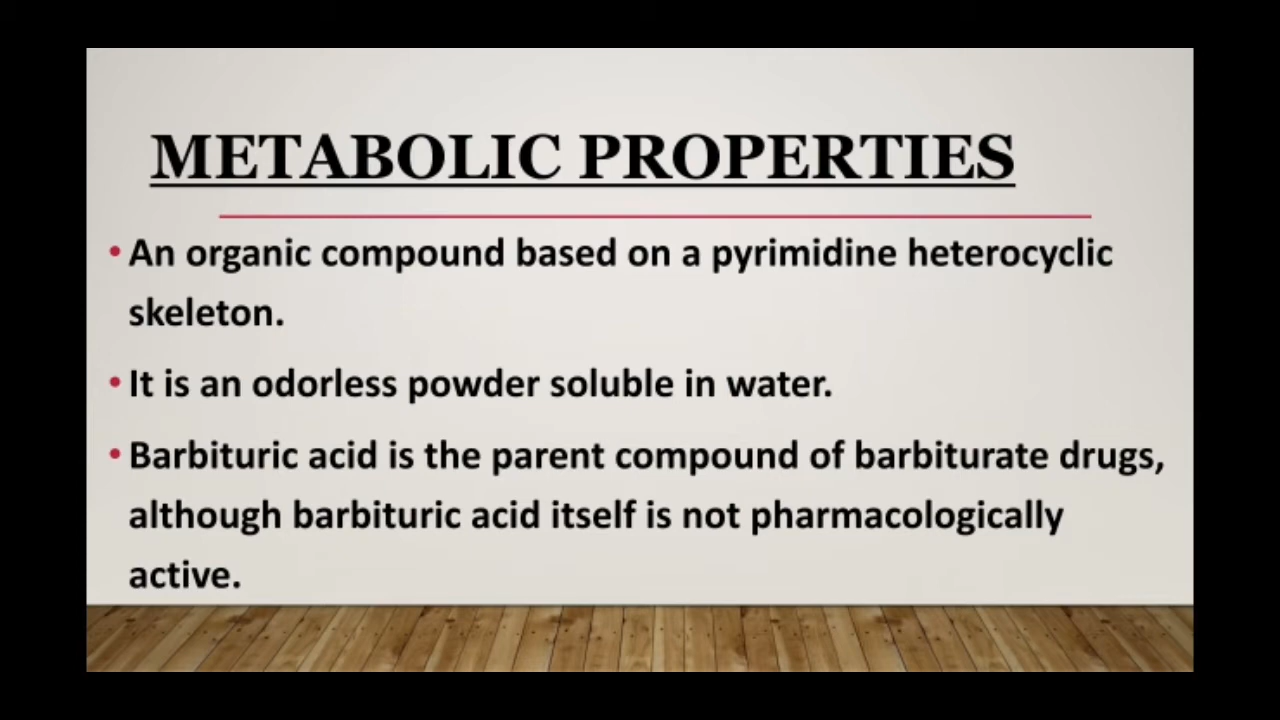 METABOLIC PROPERTIES
• An organic compound based on a pyrimidine heterocyclic
skeleton.
• It is an odorless powder soluble in water.
• Barbituric acid is the parent compound of barbiturate drugs,
although barbituric acid itself is not pharmacologically
active.